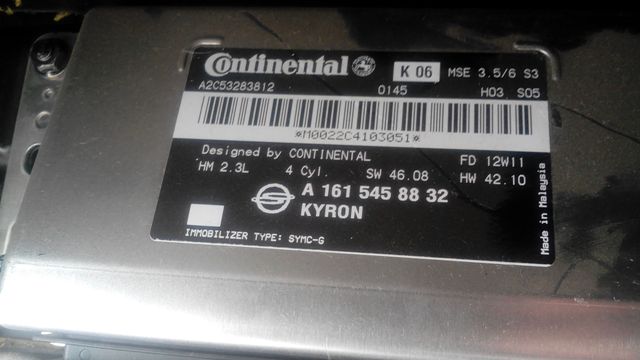 Continental K 06 MSE 3.5/6 S3
A2C53283812 0145 H03 S05
*M0022C4103051*
Designed by CONTINENTAL FD 12W11
HM 2.3L 4 Cyl. SW 46.08 HW 42.10
A 161 545 88 32
KYRON
IMMOBILIZER TYPE: SYMC-G
Made in Malaysia